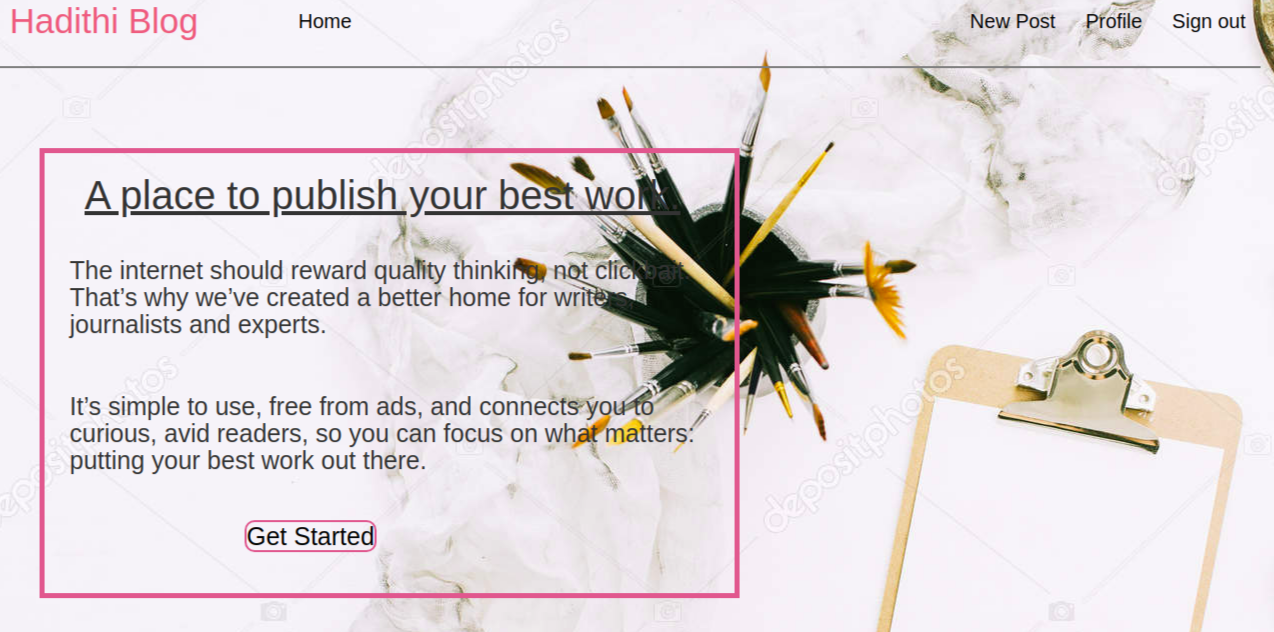 Hadithi Blog
Home
New Post
Profile
Sign out
A place to publish your best work.
The internet should reward quality thinking, not clickbait.
That’s why we’ve created a better home for writers,
journalists and experts.
It’s simple to use, free from ads, and connects you to
curious, avid readers, so you can focus on what matters:
putting your best work out there.
Get Started
depositphotos
depositphotos
depositphotos
depositphotos